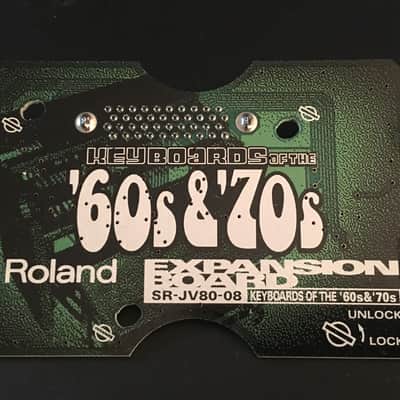 KEYBOARDS OF THE
'60s & '70s
Roland
EXPANSION
BOARD
SR-JV80-08
KEYBOARDS OF THE '60s&'70s
UNLOCK
LOCK